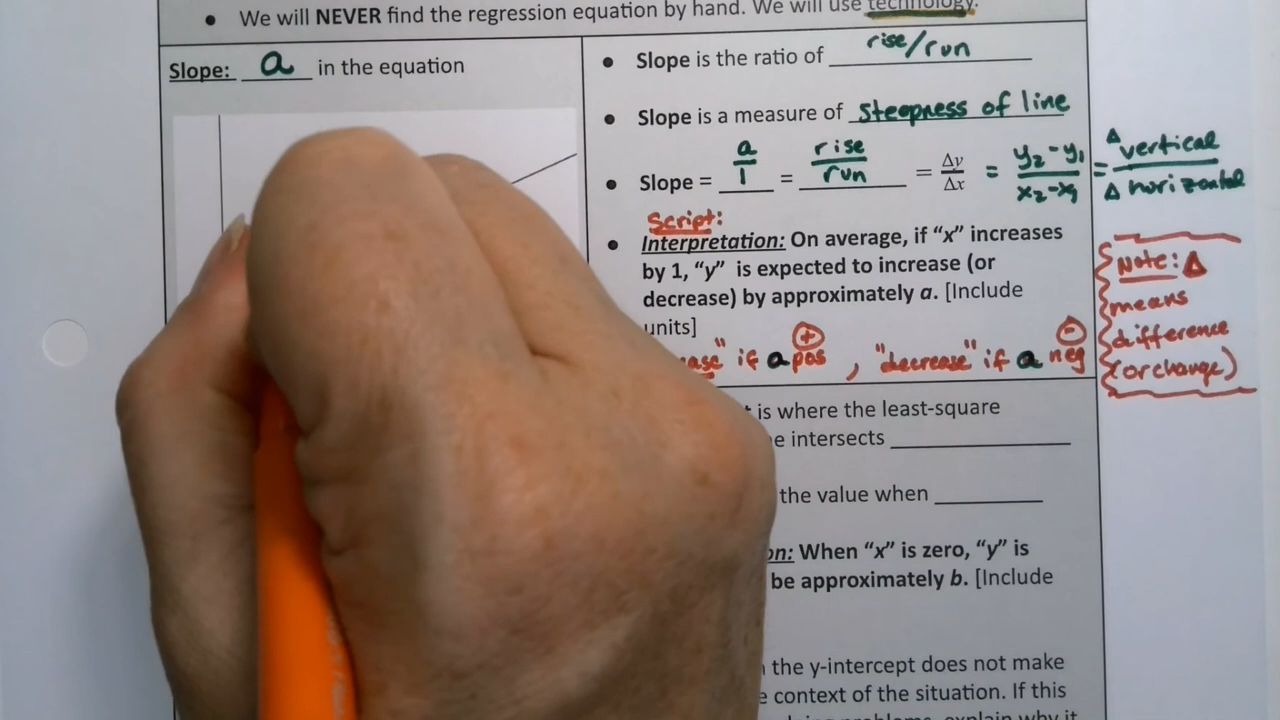 We will NEVER find the regression equation by hand. We will use technology.
Slope: a in the equation
Slope is the ratio of rise/run
Slope is a measure of steepness of line
Slope = a/1 = rise/run = Δy/Δx = y₂-y₁/x₂-x₁ = Δ vertical/Δ horizontal
Script:
Interpretation: On average, if “x” increases
by 1, “y” is expected to increase (or
decrease) by approximately a. [Include
units]
" if a pos, "decrease" if a neg
+ -
Note: Δ
means
difference
(or change)
is where the least-square
intersects
the value when
When “x” is zero, “y” is
be approximately b. [Include
the y-intercept does not make
context of the situation. If this
explain why it